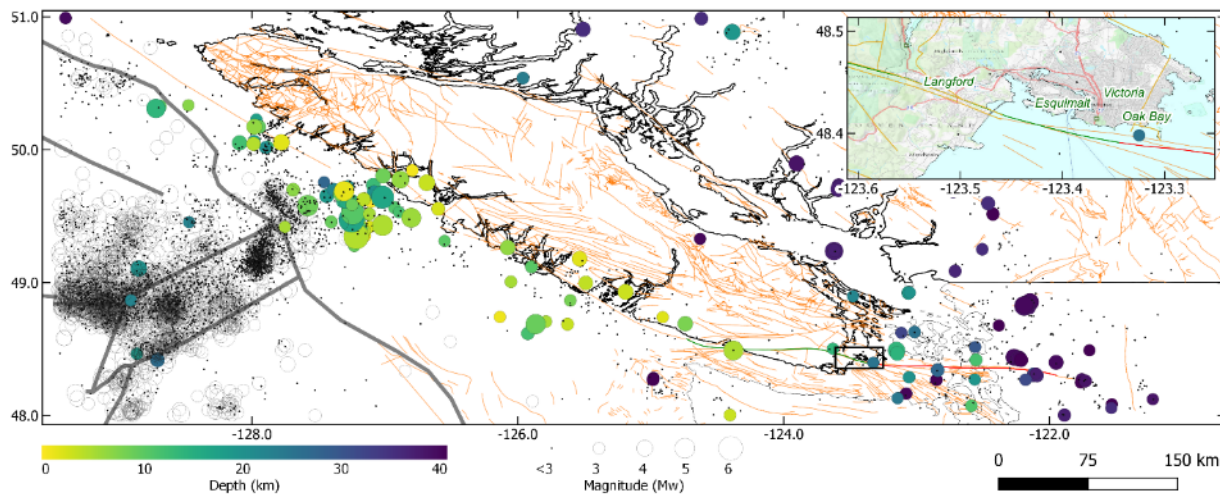 51.0
50.0
49.0
48.0
-128.0 -126.0 -124.0 -122.0
48.5
48.4
-123.6 -123.5 -123.4 -123.3
Langford
Victoria
Esquimalt
Oak Bay
0 10 20 30 40
Depth (km)
<3 3 4 5 6
Magnitude (Mw)
0 75 150 km